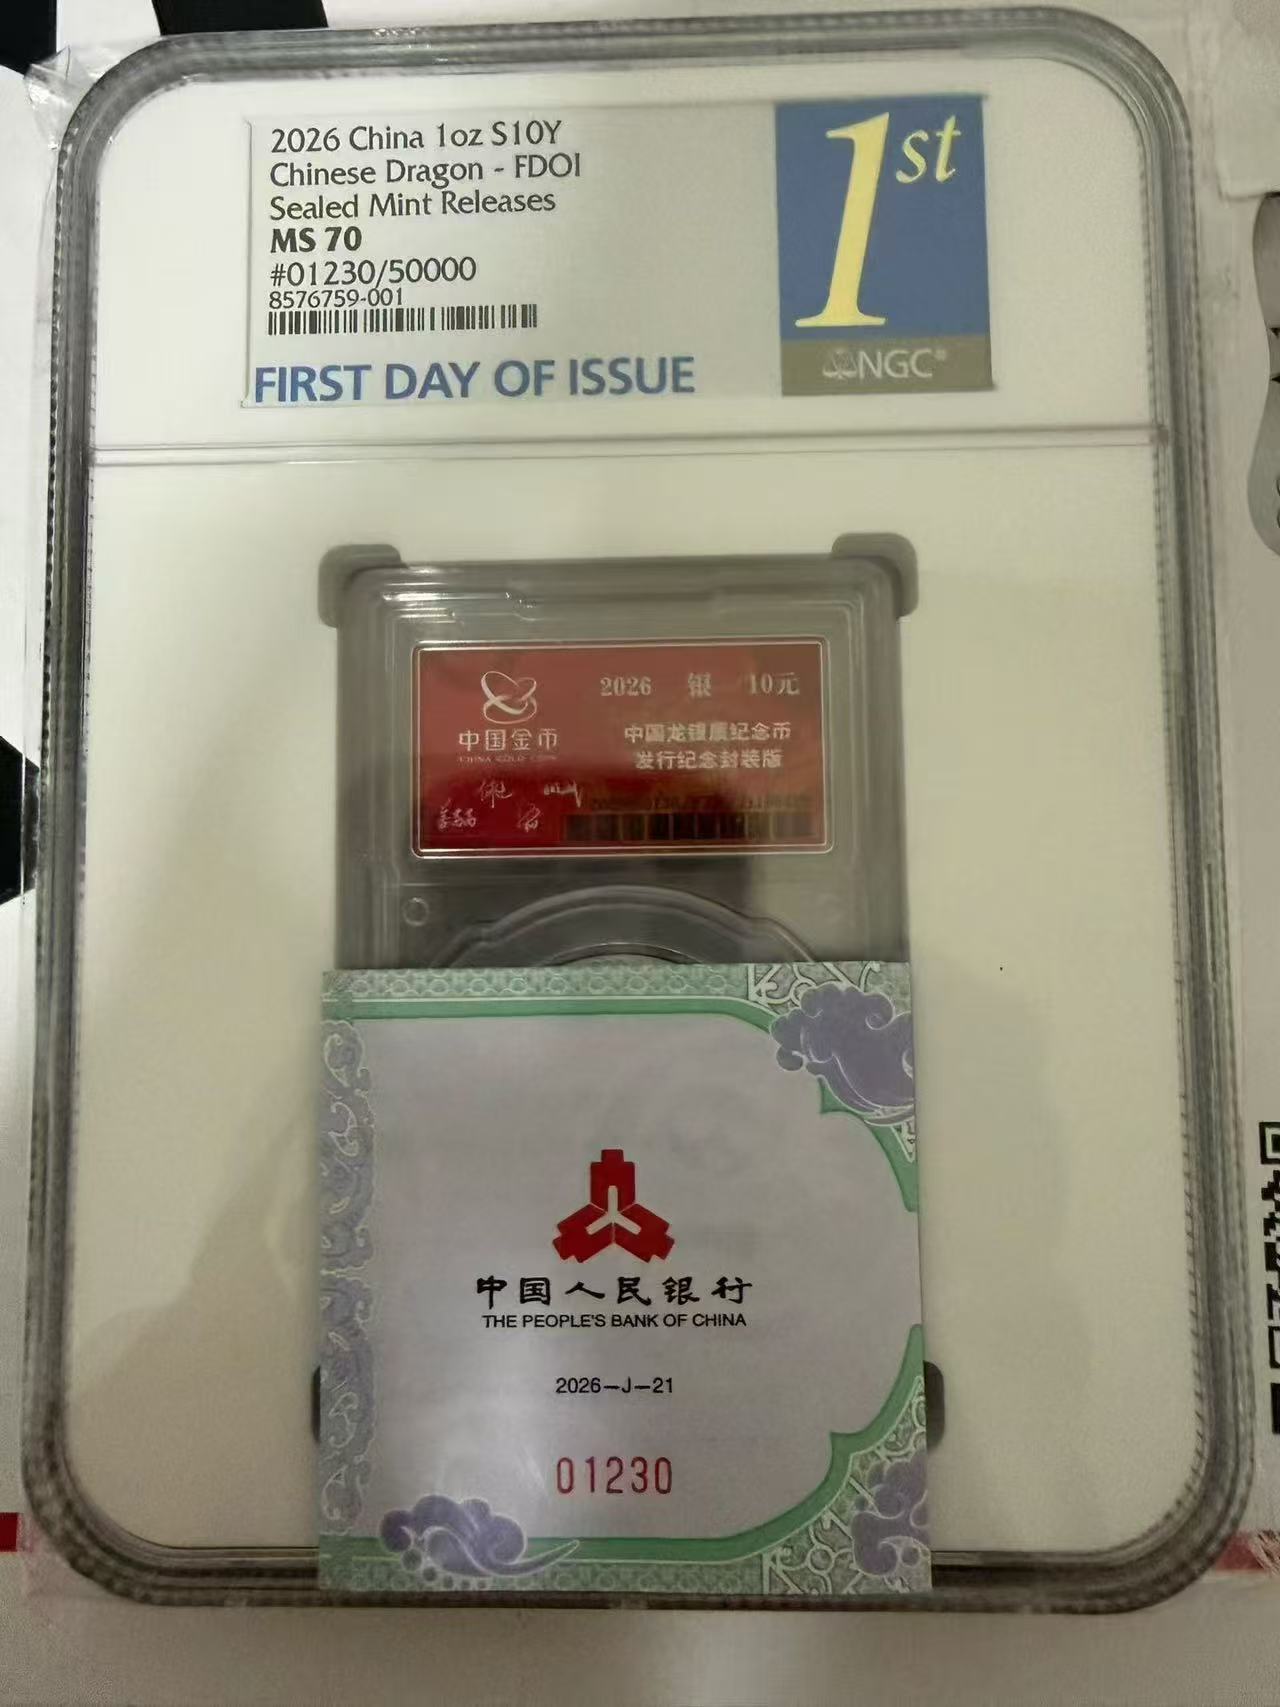 2026 China 1oz S10Y
Chinese Dragon - FDOI
Sealed Mint Releases
MS 70
#01230/50000
8576759-001
FIRST DAY OF ISSUE
1st
NGC
2026 银 10元
中国金币
CHINA GOLD COIN
中国龙银质纪念币
发行纪念封装版
中国人民银行
THE PEOPLE'S BANK OF CHINA
2026-J-21
01230